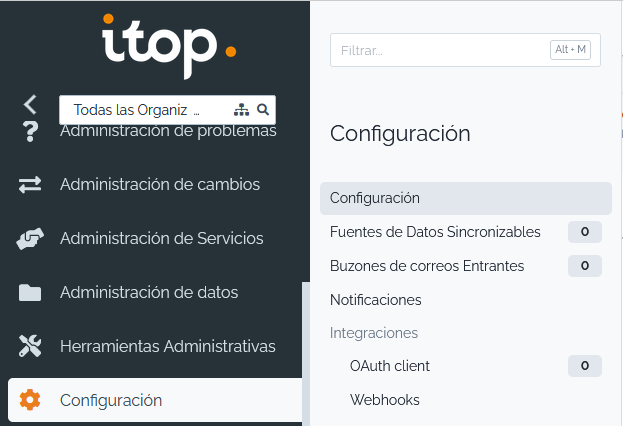 itop
Todas las Organiz ...
Administración de problemas
Administración de cambios
Administración de Servicios
Administración de datos
Herramientas Administrativas
Configuración
Filtrar... Alt + M
Configuración
Configuración
Fuentes de Datos Sincronizables 0
Buzones de correos Entrantes 0
Notificaciones
Integraciones
OAuth client 0
Webhooks